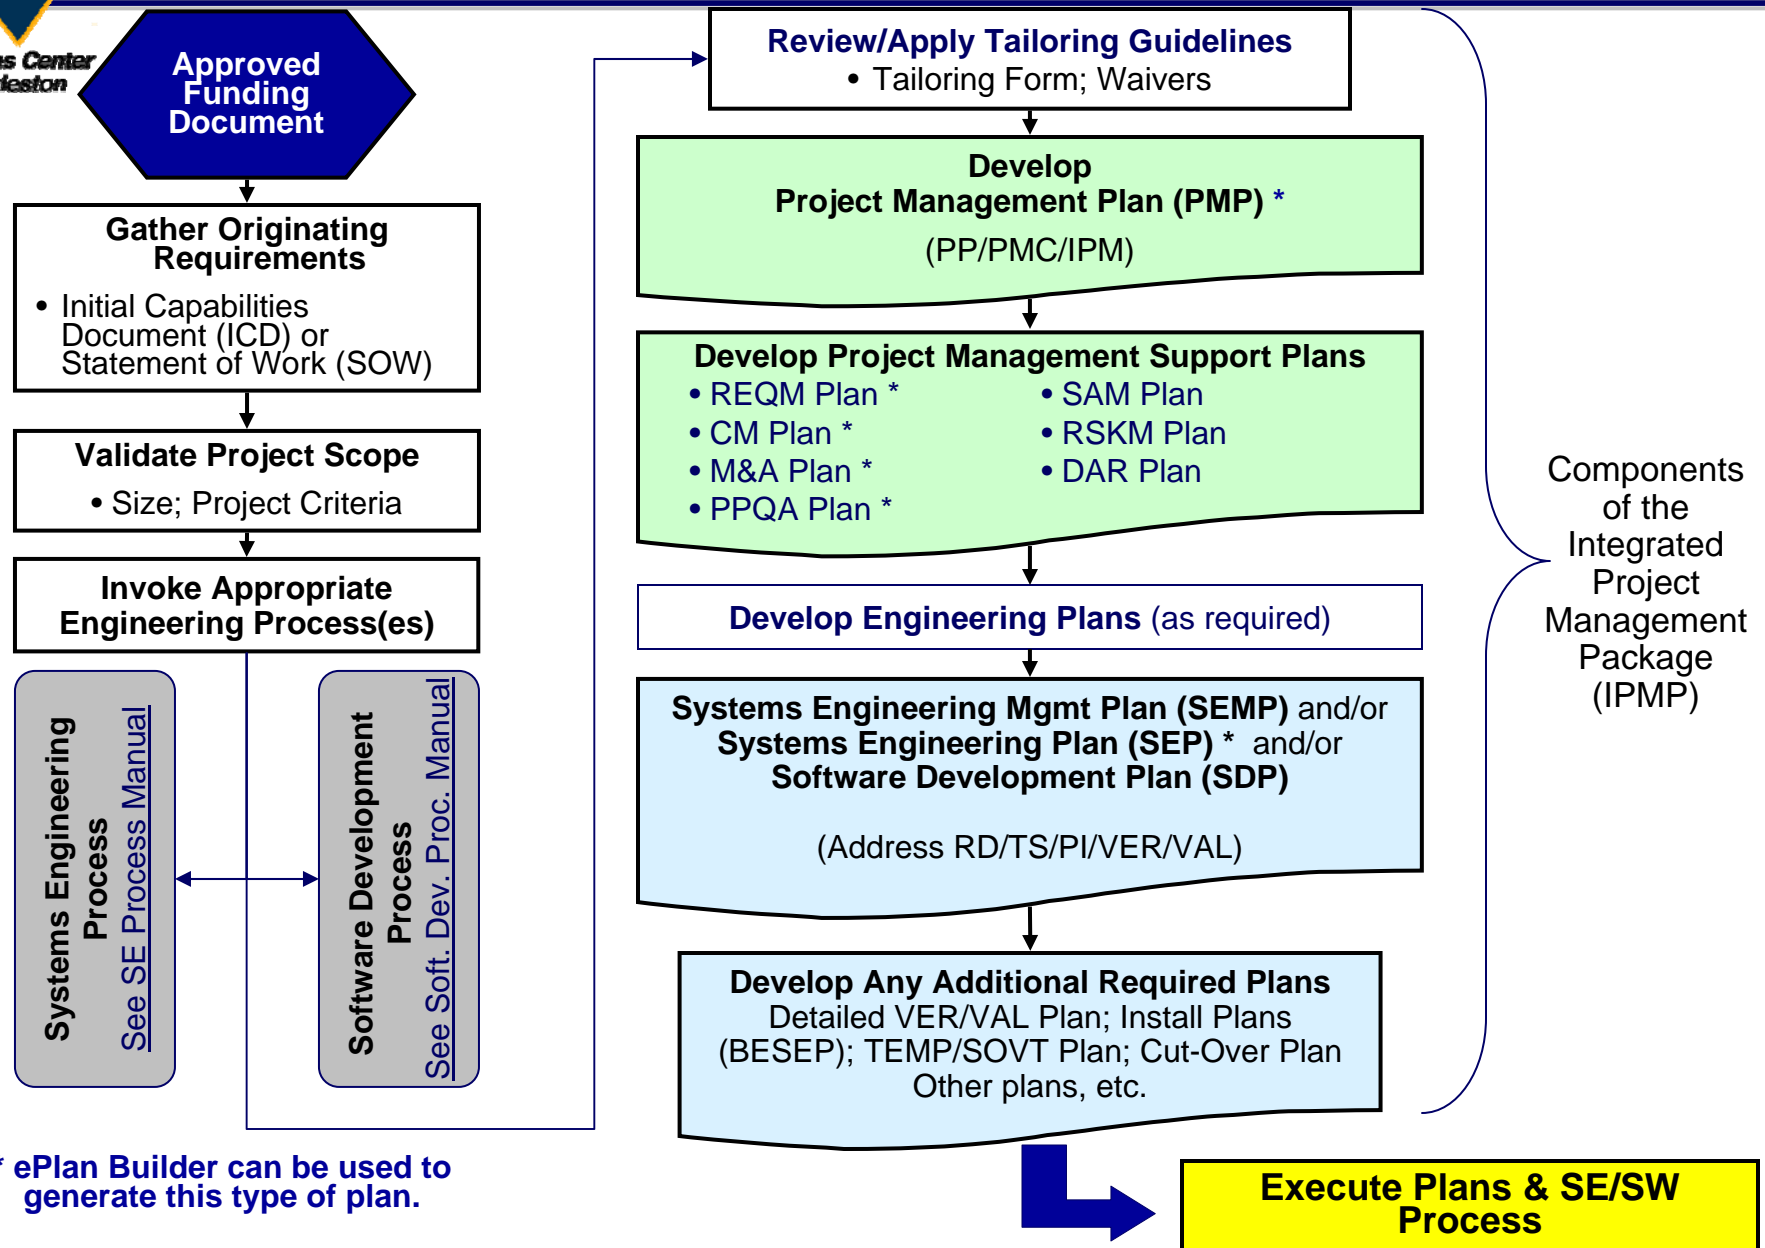 Center
Approved
Funding
Document
Gather Originating
Requirements
• Initial Capabilities
Document (ICD) or
Statement of Work (SOW)
Validate Project Scope
• Size; Project Criteria
Invoke Appropriate
Engineering Process(es)
Systems Engineering
Process
See SE Process Manual
Software Development
Process
See Soft. Dev. Proc. Manual
* ePlan Builder can be used to
generate this type of plan.
Review/Apply Tailoring Guidelines
• Tailoring Form; Waivers
Develop
Project Management Plan (PMP) *
(PP/PMC/IPM)
Develop Project Management Support Plans
• REQM Plan *
• CM Plan *
• M&A Plan *
• PPQA Plan *
• SAM Plan
• RSKM Plan
• DAR Plan
Develop Engineering Plans (as required)
Systems Engineering Mgmt Plan (SEMP) and/or
Systems Engineering Plan (SEP) * and/or
Software Development Plan (SDP)
(Address RD/TS/PI/VER/VAL)
Develop Any Additional Required Plans
Detailed VER/VAL Plan; Install Plans
(BESEP); TEMP/SOVT Plan; Cut-Over Plan
Other plans, etc.
Components
of the
Integrated
Project
Management
Package
(IPMP)
Execute Plans & SE/SW
Process